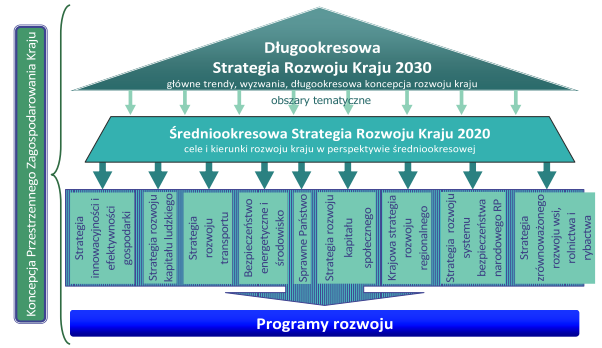 Koncepcja Przestrzennego Zagospodarowania Kraju
Długookresowa
Strategia Rozwoju Kraju 2030
główne trendy, wyzwania, długookresowa koncepcja rozwoju kraju
obszary tematyczne
Średniookresowa Strategia Rozwoju Kraju 2020
cele i kierunki rozwoju kraju w perspektywie średniookresowej
Strategia
innowacyjności i
efektywności
gospodarki
Strategia rozwoju
kapitału ludzkiego
Strategia
rozwoju
transportu
Bezpieczeństwo
energetyczne i
środowisko
Sprawne Państwo
Strategia rozwoju
kapitału
społecznego
Krajowa strategia
rozwoju
regionalnego
Strategia rozwoju
systemu
bezpieczeństwa
narodowego RP
Strategia
zrównoważonego
rozwoju wsi,
rolnictwa i
rybactwa
Programy rozwoju